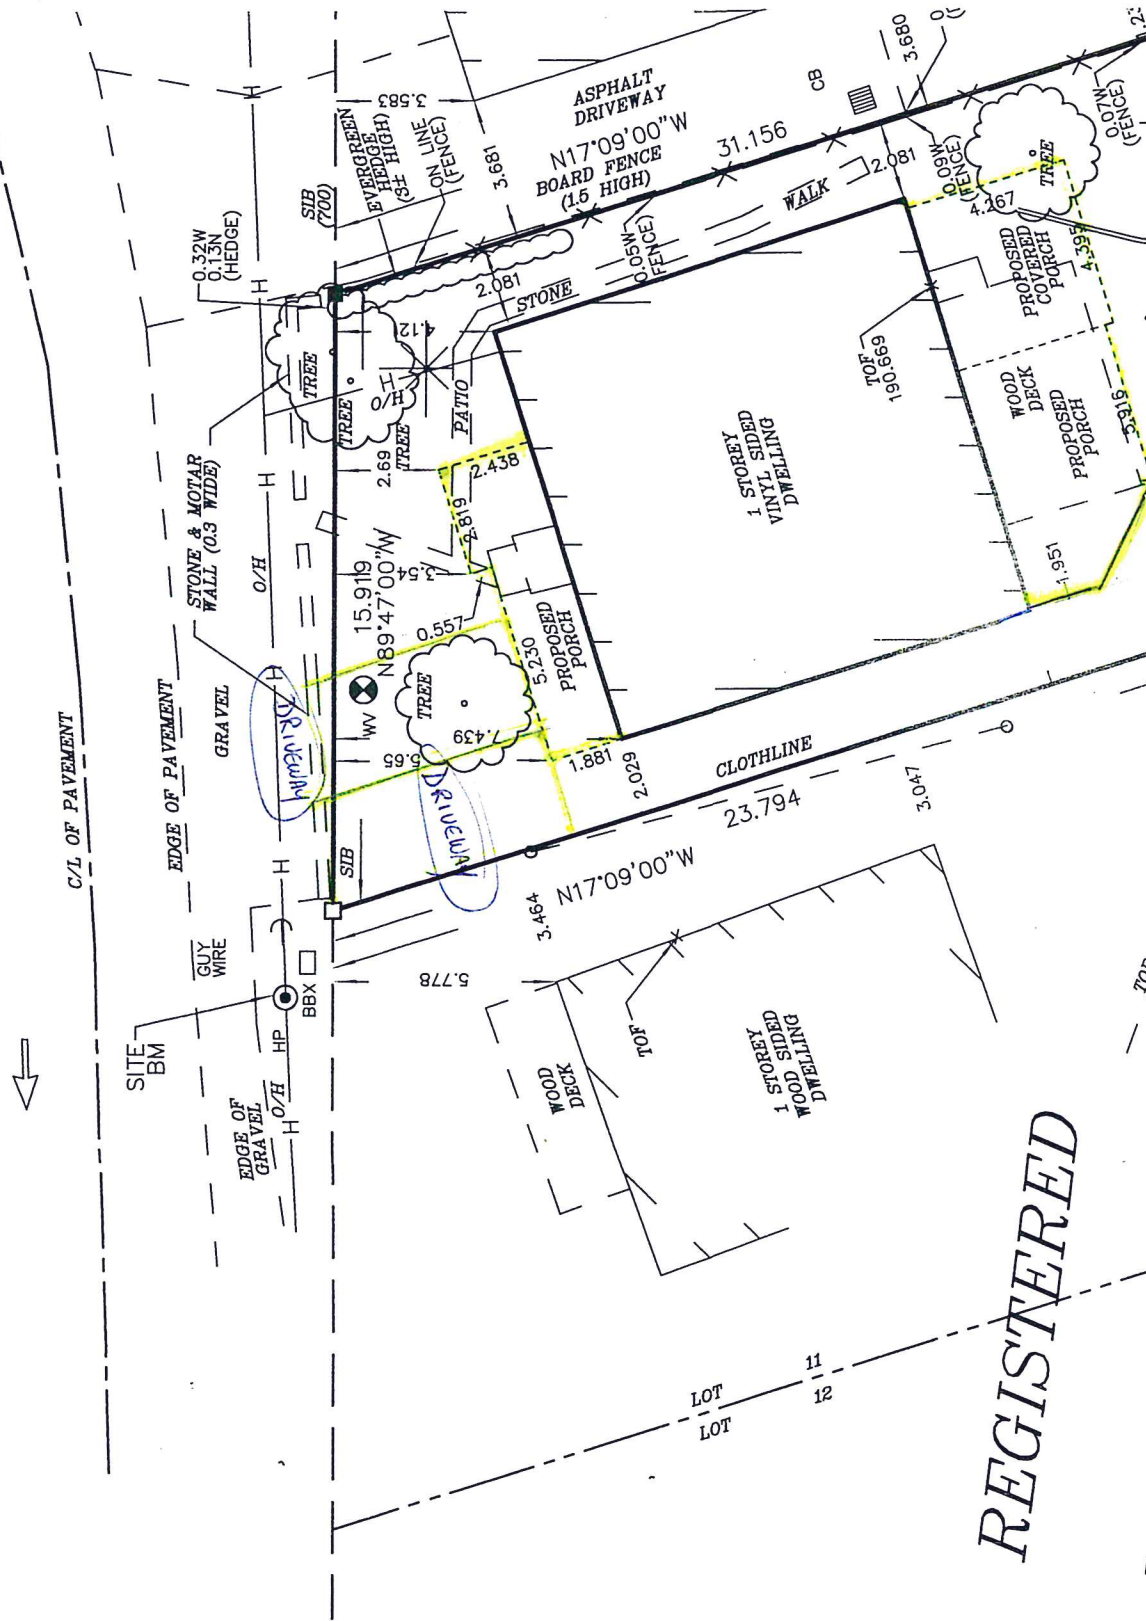 C/L OF PAVEMENT
EDGE OF PAVEMENT
GRAVEL
STONE & MOTAR
WALL (0.3 WIDE)
O/H
H
H
H
H
H
H
0.32W
0.13N
(HEDGE)
SIB
(700)
EVERGREEN
HEDGE
(3± HIGH)
ON LINE
(FENCE)
3.583
3.681
ASPHALT
DRIVEWAY
N17°09'00"W
31.156
BOARD FENCE
(1.5 HIGH)
CB
3.680
0.07W
(FENCE)
0.09W
(FENCE)
TREE
2.081
WALK
0.05W
FENCE)
STONE
2.081
4.12
TREE
TREE
H/O
H
TREE
PATIO
2.69
2.438
2.819
15.919
N89°47'00"W
3.54
0.557
WV
TREE
5.230
PROPOSED
PORCH
7.439
5.65
1.881
2.029
DRIVEWAY
DRIVEWAY
SIB
1 STOREY
VINYL SIDED
DWELLING
TOF
190.669
4.267
4.395
PROPOSED
COVERED
PORCH
WOOD
DECK
PROPOSED
PORCH
5.916
1.951
CLOTHLINE
23.794
3.047
N17°09'00"W
3.464
5.778
GUY
WIRE
BBX
SITE
BM
HP
O/H
EDGE OF
GRAVEL
WOOD
DECK
TOF
1 STOREY
WOOD SIDED
DWELLING
LOT 11
LOT 12
REGISTERED